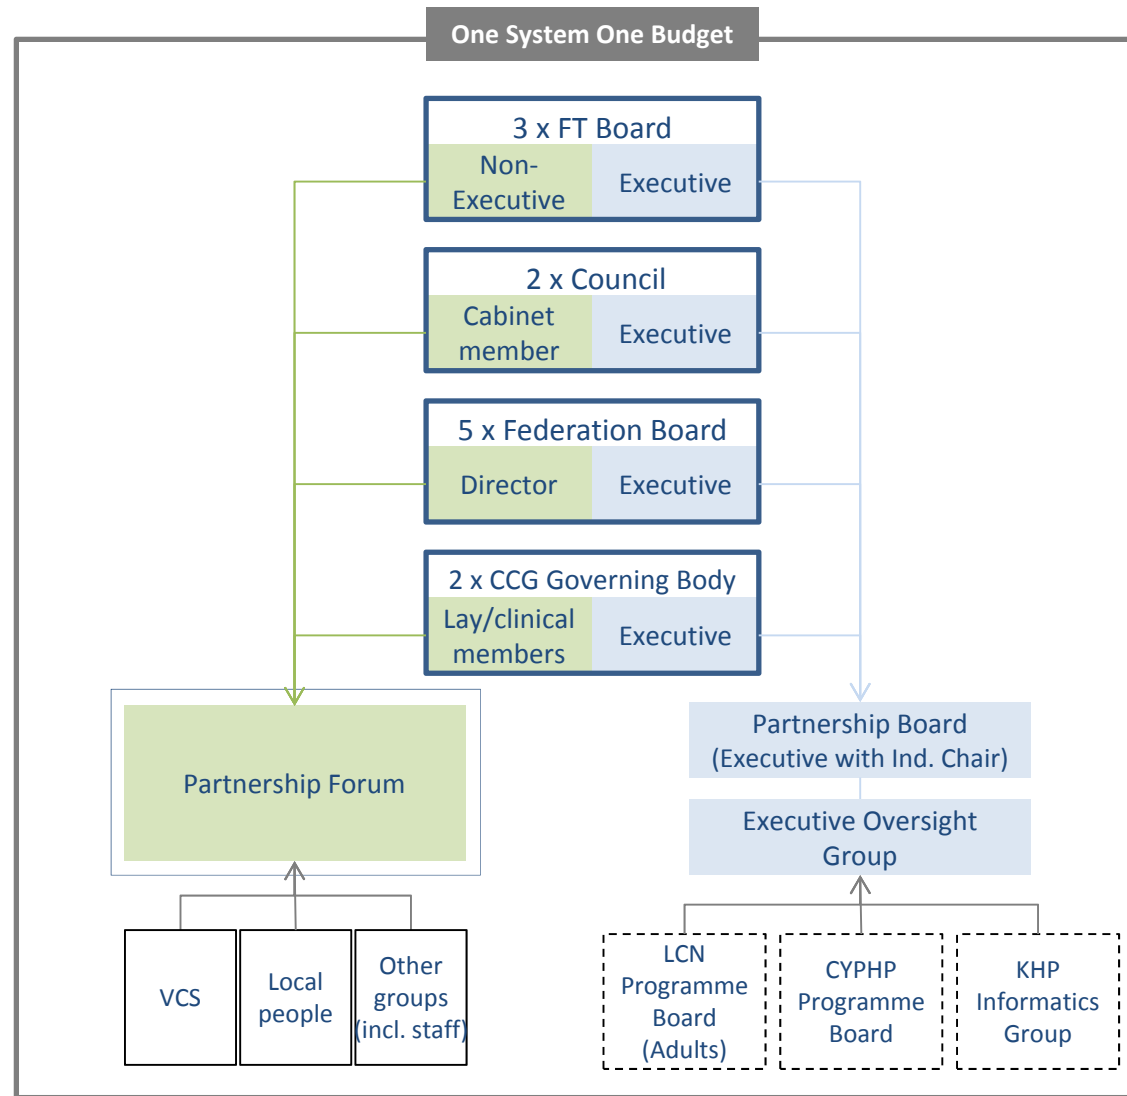 One System One Budget
3 x FT Board
Non-
Executive
Executive
2 x Council
Cabinet
member
Executive
5 x Federation Board
Director
Executive
2 x CCG Governing Body
Lay/clinical
members
Executive
Partnership Forum
Partnership Board
(Executive with Ind. Chair)
Executive Oversight
Group
VCS
Local
people
Other
groups
(incl. staff)
LCN
Programme
Board
(Adults)
CYPHP
Programme
Board
KHP
Informatics
Group